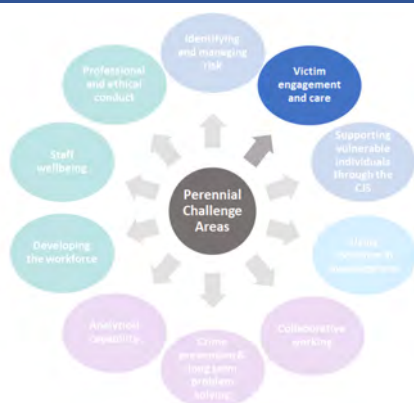 Identifying
and managing
risk
Victim
engagement
and care
Supporting
vulnerable
individuals
through the
CJS
Collaborative
working
Crime
prevention &
long term
problem
solving
Analytical
capability
Developing
the workforce
Staff
wellbeing
Professional
and ethical
conduct
Perennial
Challenge
Areas